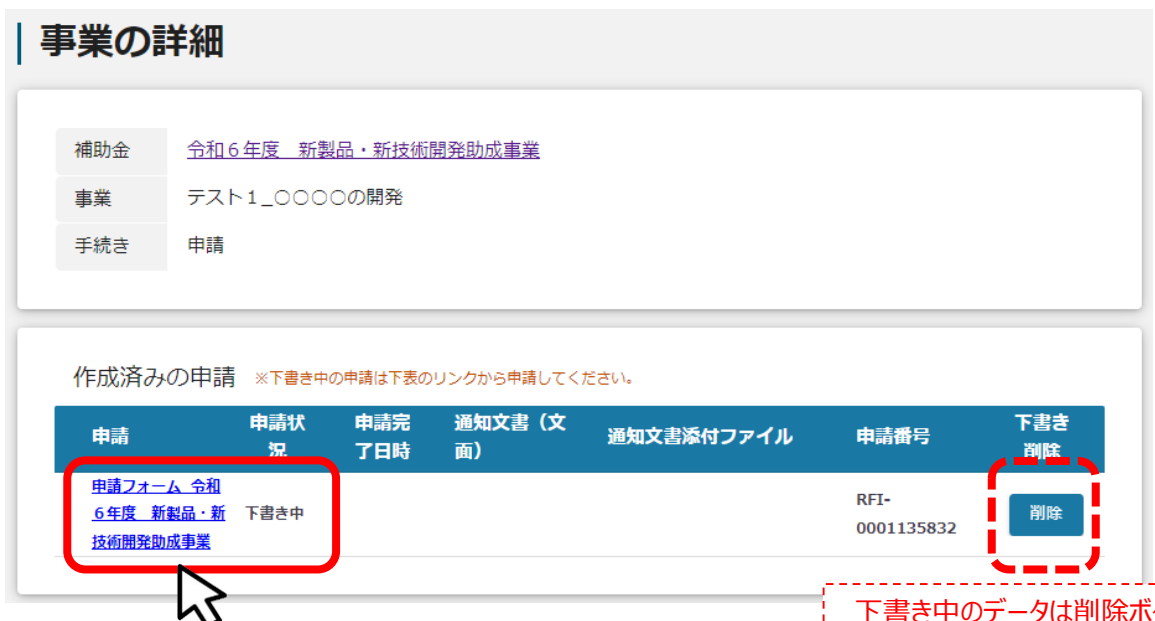 事業の詳細
補助金 令和６年度　新製品・新技術開発助成事業
事業 テスト１_○○○○の開発
手続き 申請
作成済みの申請 ※下書き中の申請は下表のリンクから申請してください。
申請 申請状況 申請完了日時 通知文書（文面） 通知文書添付ファイル 申請番号 下書き削除
申請フォーム 令和
６年度　新製品・新
技術開発助成事業
下書き中
RFI-
0001135832
削除
下書き中のデータは削除ボ